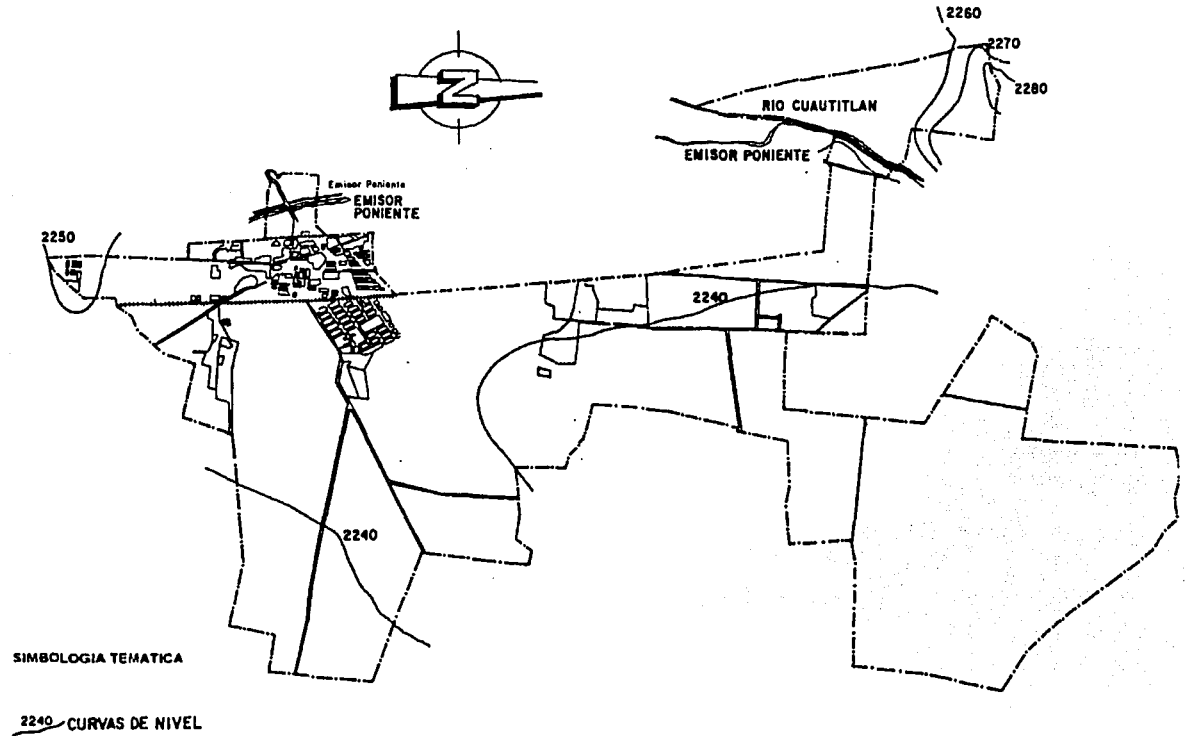 2260
2270
2280
RIO CUAUTITLAN
EMISOR PONIENTE
N
Emisor Poniente
EMISOR
PONIENTE
2250
2240
2240
SIMBOLOGIA TEMATICA
2240 CURVAS DE NIVEL